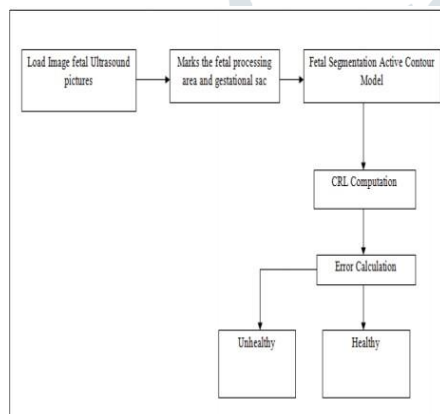 Load Image fetal Ultrasound
pictures
Marks the fetal processing
area and gestational sac
Fetal Segmentation Active Contour
Model
CRL Computation
Error Calculation
Unhealthy
Healthy